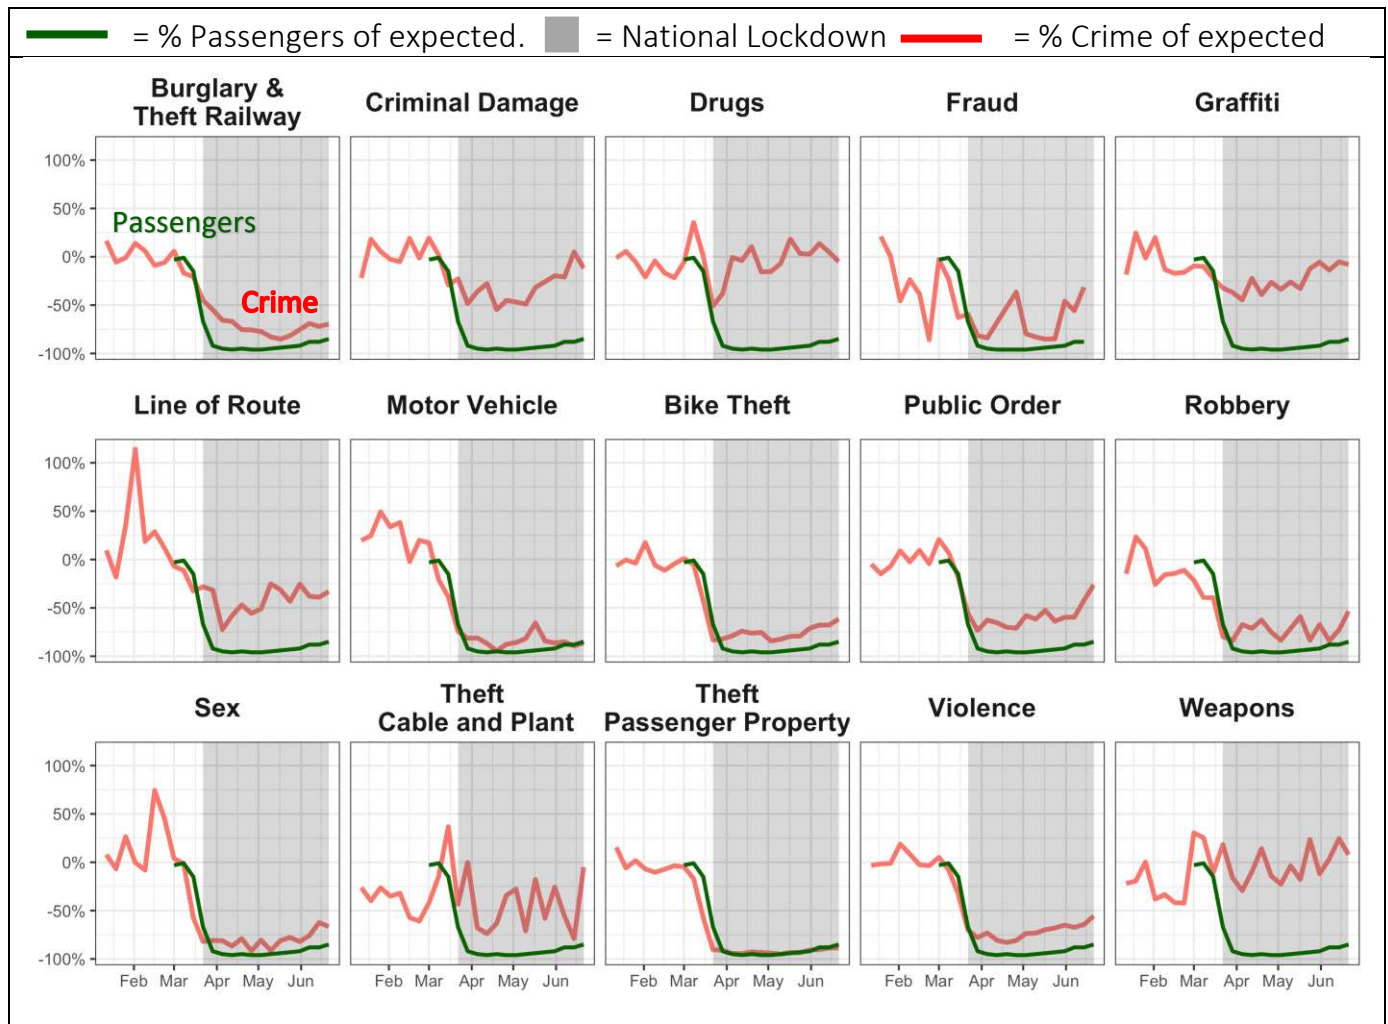 = % Passengers of expected. = National Lockdown = % Crime of expected
Burglary &
Theft Railway
Criminal Damage
Drugs
Fraud
Graffiti
100%
50%
0%
-50%
-100%
Passengers
Crime
Line of Route
Motor Vehicle
Bike Theft
Public Order
Robbery
100%
50%
0%
-50%
-100%
Sex
Theft
Cable and Plant
Theft
Passenger Property
Violence
Weapons
100%
50%
0%
-50%
-100%
Feb Mar Apr May Jun
Feb Mar Apr May Jun
Feb Mar Apr May Jun
Feb Mar Apr May Jun
Feb Mar Apr May Jun